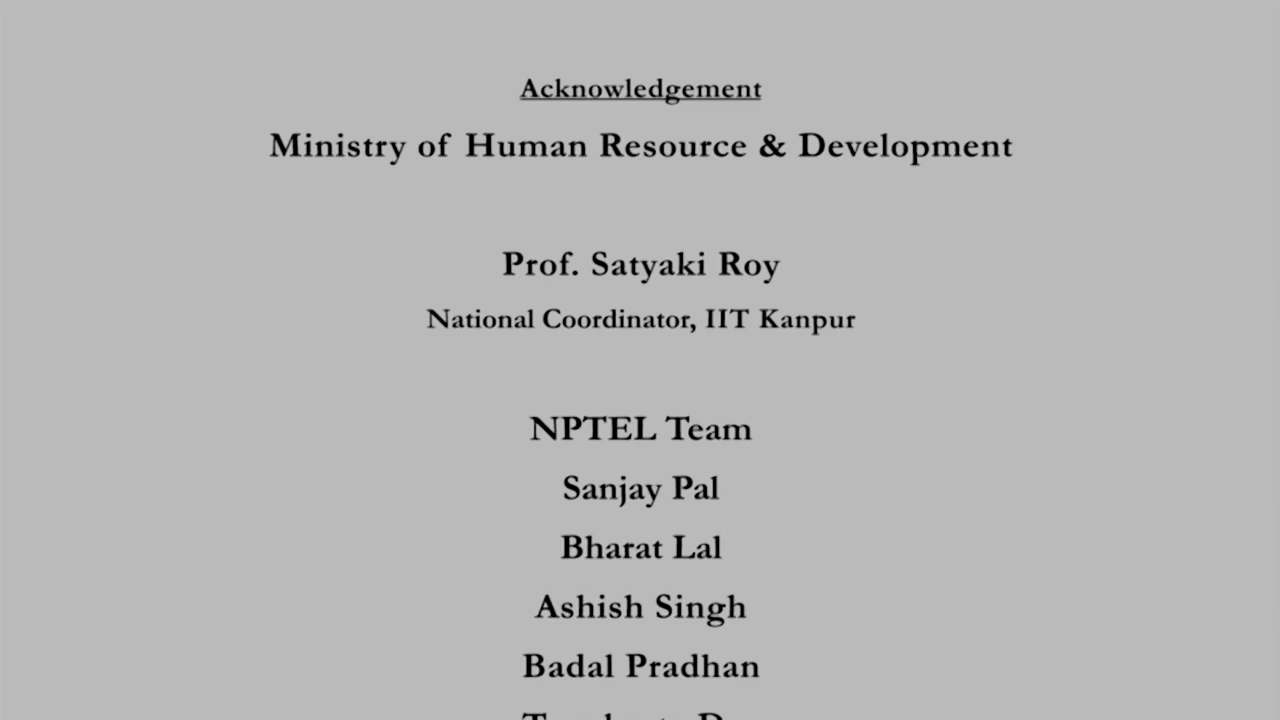 Acknowledgement
Ministry of Human Resource & Development
Prof. Satyaki Roy
National Coordinator, IIT Kanpur
NPTEL Team
Sanjay Pal
Bharat Lal
Ashish Singh
Badal Pradhan